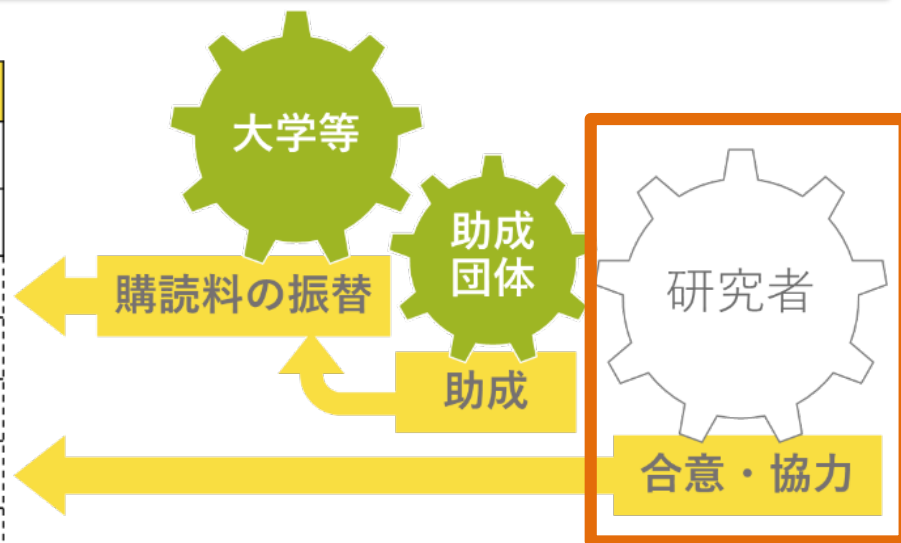 大学等
助成
団体
研究者
購読料の振替
助成
合意・協力